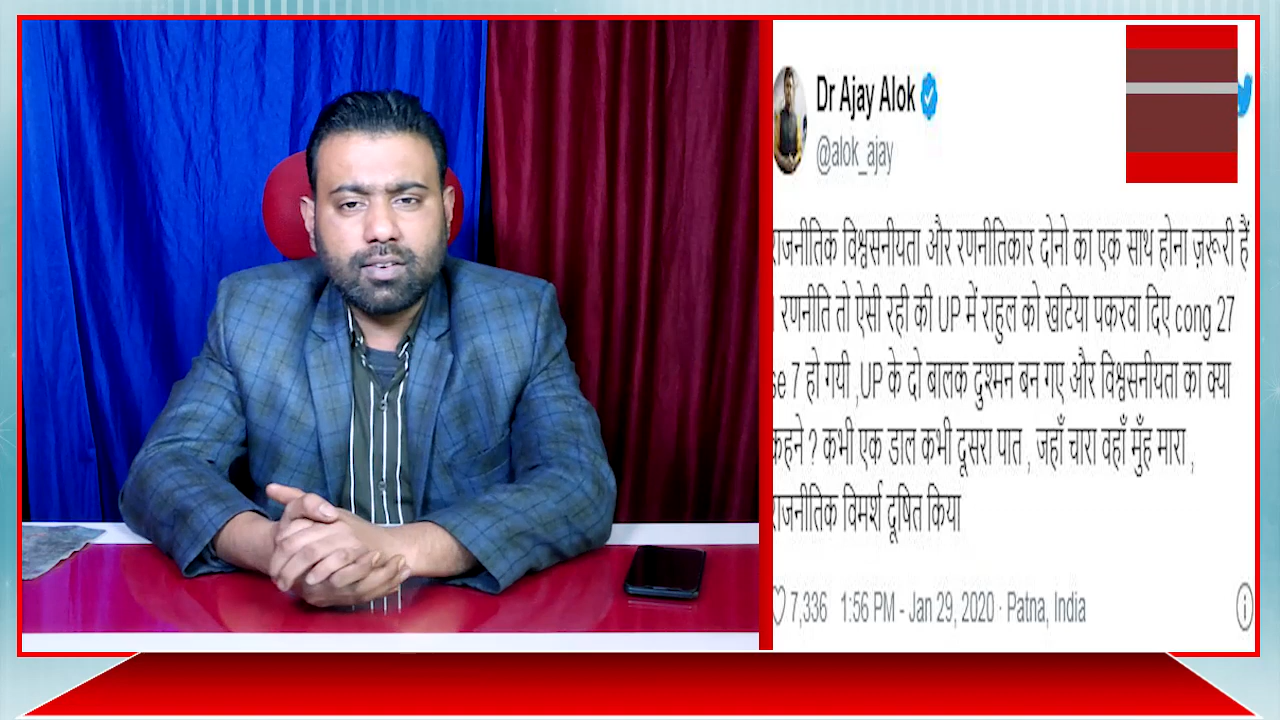 Dr Ajay Alok
@alok_ajay
राजनीतिक विश्वसनीयता और रणनीतिकार दोनो का एक साथ होना ज़रूरी हैं
रणनीति तो ऐसी रही की UP में राहुल को खटिया पकरवा दिए cong 27
se 7 हो गयी ,UP के दो बालक दुश्मन बन गए और विश्वसनीयता का क्या
कहने ? कभी एक डाल कभी दूसरा पात , जहाँ चारा वहाँ मुँह मारा ,
राजनीतिक विमर्श दूषित किया
7,336 1:56 PM - Jan 29, 2020 · Patna, India